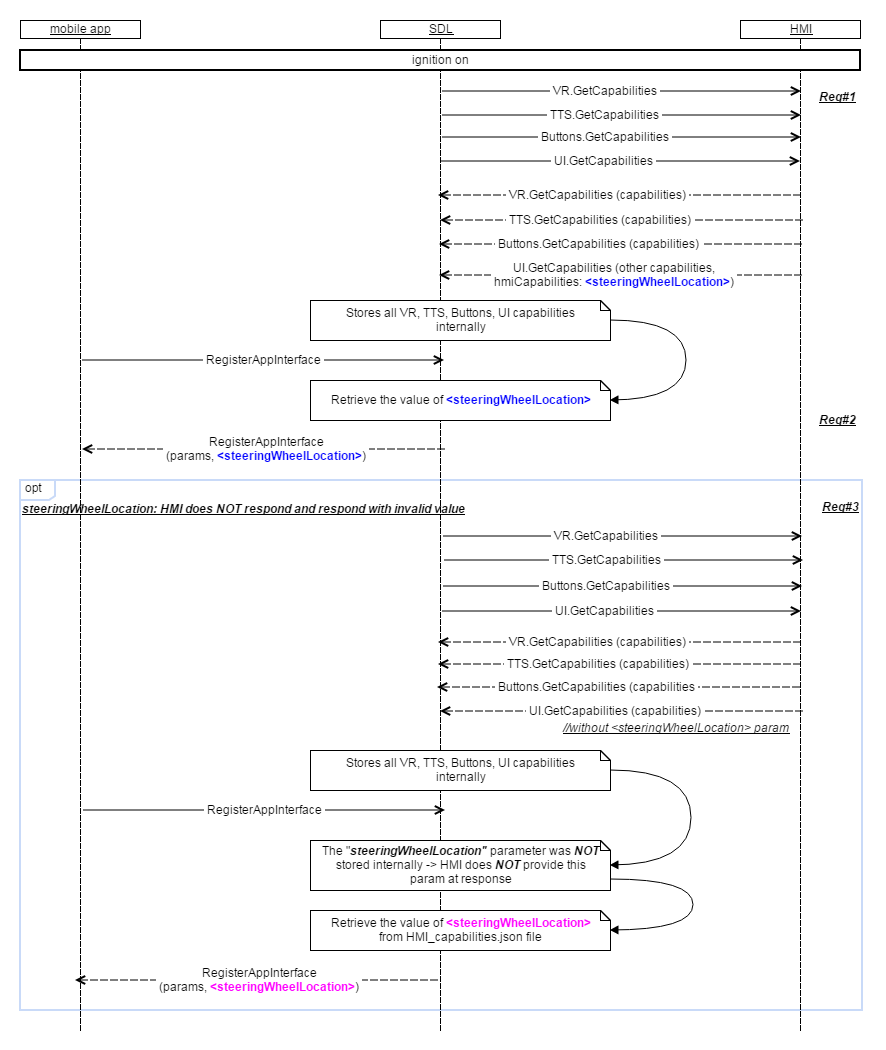 mobile app
SDL
HMI
ignition on
VR.GetCapabilities
Req#1
TTS.GetCapabilities
Buttons.GetCapabilities
UI.GetCapabilities
VR.GetCapabilities (capabilities)
TTS.GetCapabilities (capabilities)
Buttons.GetCapabilities (capabilities)
UI.GetCapabilities (other capabilities,
hmiCapabilities: <steeringWheelLocation>)
Stores all VR, TTS, Buttons, UI capabilities
internally
RegisterAppInterface
Retrieve the value of <steeringWheelLocation>
Req#2
RegisterAppInterface
(params, <steeringWheelLocation>)
opt
steeringWheelLocation: HMI does NOT respond and respond with invalid value
Req#3
VR.GetCapabilities
TTS.GetCapabilities
Buttons.GetCapabilities
UI.GetCapabilities
VR.GetCapabilities (capabilities)
TTS.GetCapabilities (capabilities)
Buttons.GetCapabilities (capabilities
UI.GetCapabilities (capabilities)
//without <steeringWheelLocation> param
Stores all VR, TTS, Buttons, UI capabilities
internally
RegisterAppInterface
The "steeringWheelLocation" parameter was NOT
stored internally -> HMI does NOT provide this
param at response
Retrieve the value of <steeringWheelLocation>
from HMI_capabilities.json file
RegisterAppInterface
(params, <steeringWheelLocation>)